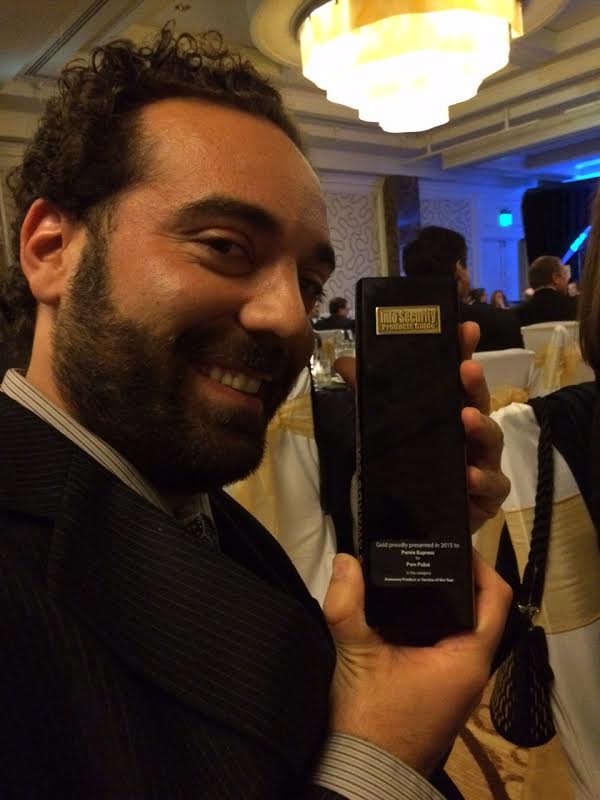 Info Security
Products Guide
Gold proudly presented in 2015 to
Pwnie Express
for
Pwn Pulse
in the category
Awesome Product or Service of the Year